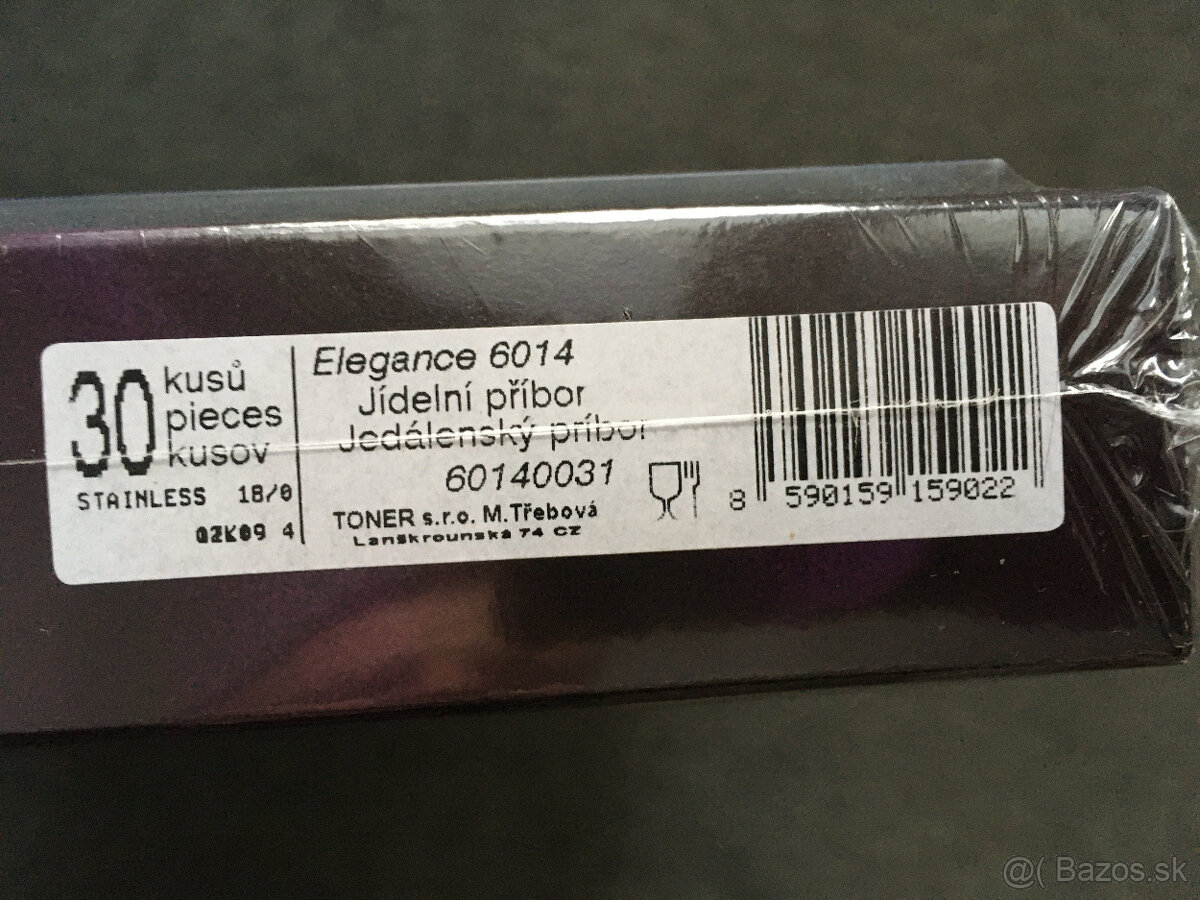 30 kusů
pieces
kusov
STAINLESS 18/0
02K09 4
Elegance 6014
Jídelní příbor
Jedálenský príbor
60140031
TONER s.r.o. M.Třebová
Lanškrounská 74 CZ
8 590159 159022
@( Bazos.sk